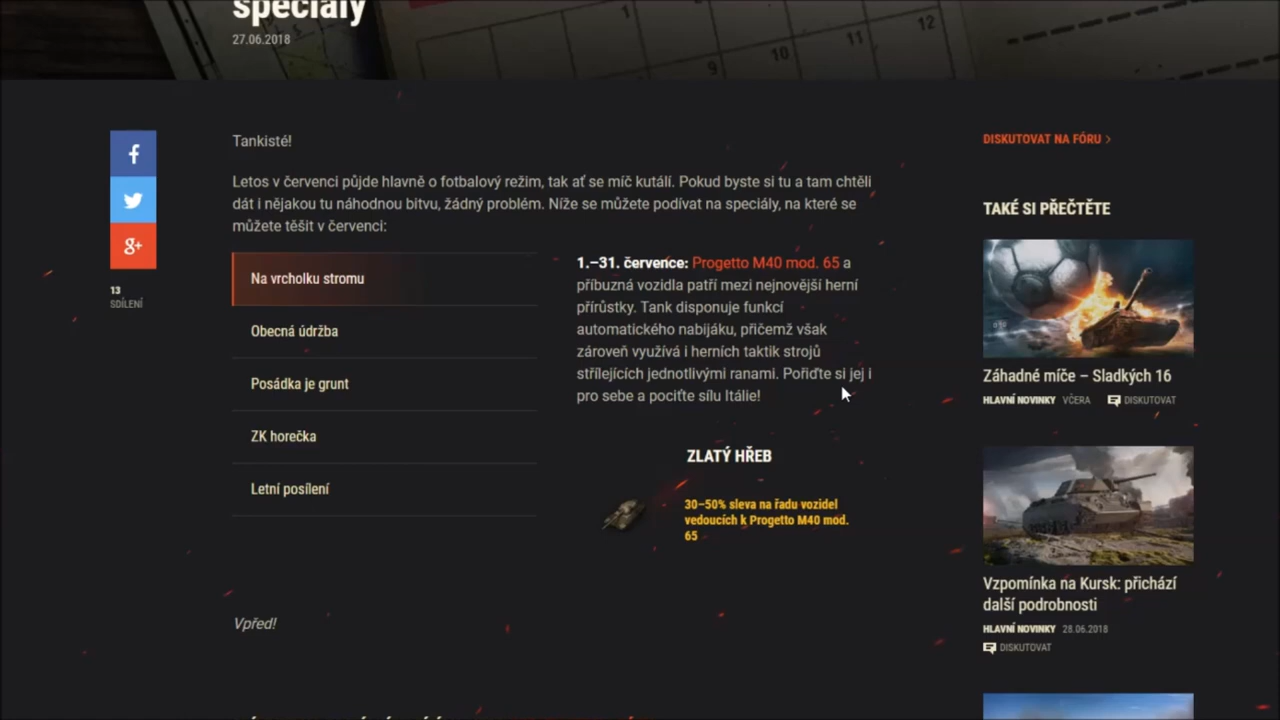 speciály
27.06.2018
1
12
11
10
9
f
g+
13
SDÍLENÍ
Tankisté!
Letos v červenci půjde hlavně o fotbalový režim, tak ať se míč kutálí. Pokud byste si tu a tam chtěli
dát i nějakou tu náhodnou bitvu, žádný problém. Níže se můžete podívat na speciály, na které se
můžete těšit v červenci:
Na vrcholku stromu
Obecná údržba
Posádka je grunt
ZK horečka
Letní posílení
1.–31. července: Progetto M40 mod. 65 a
příbuzná vozidla patří mezi nejnovější herní
přírůstky. Tank disponuje funkcí
automatického nabijáku, přičemž však
zároveň využívá i herních taktik strojů
střílejících jednotlivými ranami. Pořiďte si jej i
pro sebe a pociťte sílu Itálie!
ZLATÝ HŘEB
30–50% sleva na řadu vozidel
vedoucích k Progetto M40 mod.
65
Vpřed!
DISKUTOVAT NA FÓRU
TAKÉ SI PŘEČTĚTE
Záhadné míče – Sladkých 16
HLAVNÍ NOVINKY VČERA DISKUTOVAT
Vzpomínka na Kursk: přichází
další podrobnosti
HLAVNÍ NOVINKY 28.06.2018
DISKUTOVAT